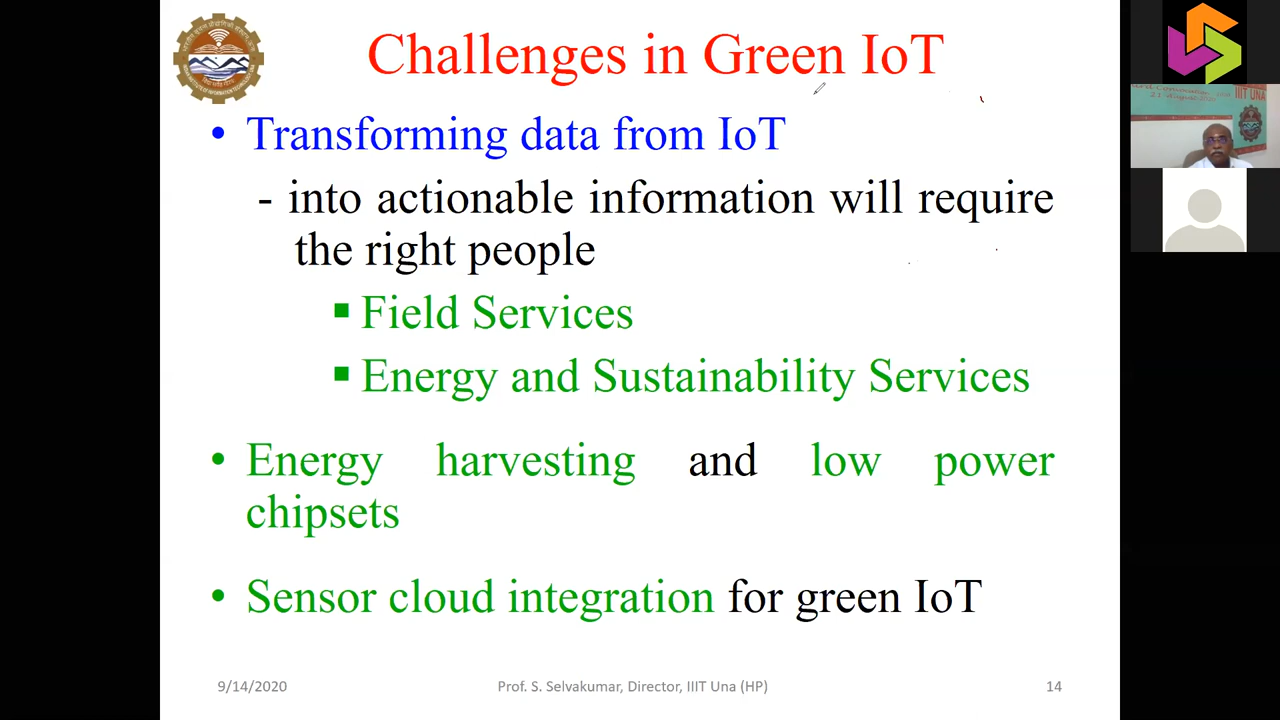 Challenges in Green IoT
• Transforming data from IoT
- into actionable information will require
the right people
▪ Field Services
▪ Energy and Sustainability Services
• Energy harvesting and low power
chipsets
• Sensor cloud integration for green IoT
9/14/2020 Prof. S. Selvakumar, Director, IIIT Una (HP) 14
IIIT UNA